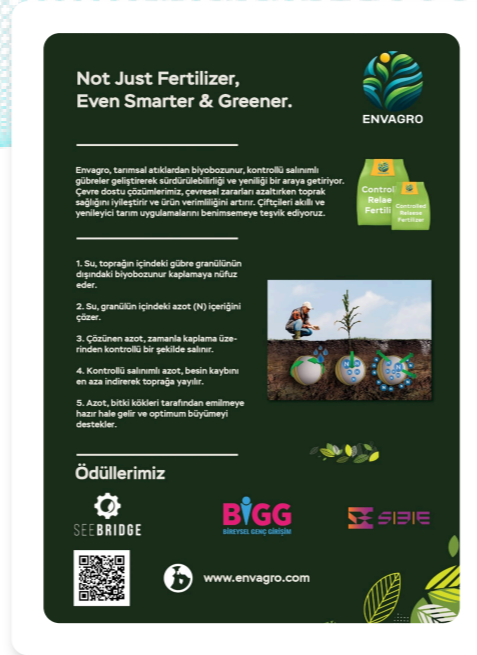 Not Just Fertilizer,
Even Smarter & Greener.
ENVAGRO
Envagro, tarımsal atıklardan biyobozunur, kontrollü salınımlı
gübreler geliştirerek sürdürülebilirliği ve yeniliği bir araya getiriyor.
Çevre dostu çözümlerimiz, çevresel zararları azaltırken toprak
sağlığını iyileştirir ve ürün verimliliğini artırır. Çiftçileri akıllı ve
yenileyici tarım uygulamalarını benimsemeye teşvik ediyoruz.
Control
Relae
Fertili
Controlled
Relaese
Fertilizer
1. Su, toprağın içindeki gübre granülünün
dışındaki biyobozunur kaplamaya nüfuz
eder.
2. Su, granülün içindeki azot (N) içeriğini
çözer.
3. Çözünen azot, zamanla kaplama üze-
rinden kontrollü bir şekilde salınır.
4. Kontrollü salınımlı azot, besin kaybını
en aza indirerek toprağa yayılır.
5. Azot, bitki kökleri tarafından emilmeye
hazır hale gelir ve optimum büyümeyi
destekler.
Ödüllerimiz
SEEBRIDGE
BiGG
BİREYSEL GENÇ GİRİŞİM
SIBIE
www.envagro.com